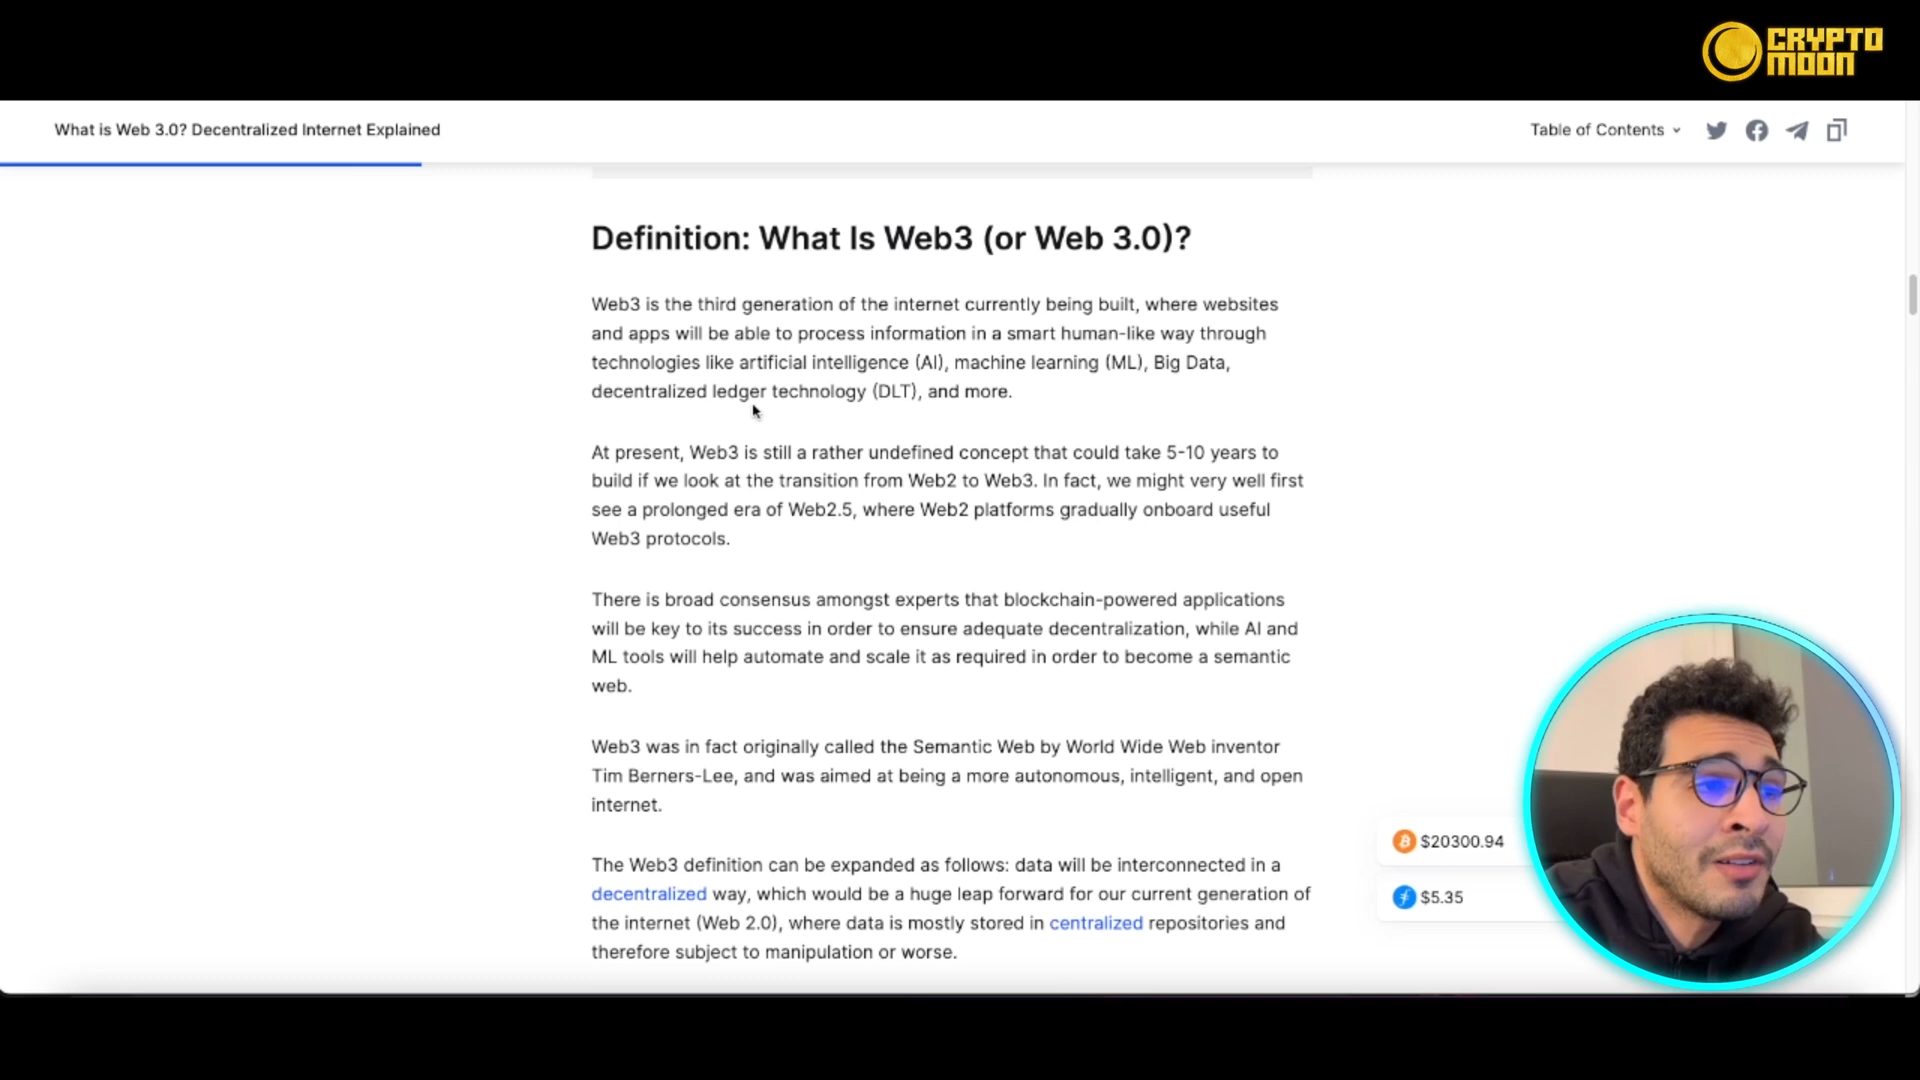 CRYPTO
MOON
What is Web 3.0? Decentralized Internet Explained
Table of Contents
Definition: What Is Web3 (or Web 3.0)?
Web3 is the third generation of the internet currently being built, where websites
and apps will be able to process information in a smart human-like way through
technologies like artificial intelligence (AI), machine learning (ML), Big Data,
decentralized ledger technology (DLT), and more.
At present, Web3 is still a rather undefined concept that could take 5-10 years to
build if we look at the transition from Web2 to Web3. In fact, we might very well first
see a prolonged era of Web2.5, where Web2 platforms gradually onboard useful
Web3 protocols.
There is broad consensus amongst experts that blockchain-powered applications
will be key to its success in order to ensure adequate decentralization, while AI and
ML tools will help automate and scale it as required in order to become a semantic
web.
Web3 was in fact originally called the Semantic Web by World Wide Web inventor
Tim Berners-Lee, and was aimed at being a more autonomous, intelligent, and open
internet.
The Web3 definition can be expanded as follows: data will be interconnected in a
decentralized way, which would be a huge leap forward for our current generation of
the internet (Web 2.0), where data is mostly stored in centralized repositories and
therefore subject to manipulation or worse.
$20300.94
$5.35